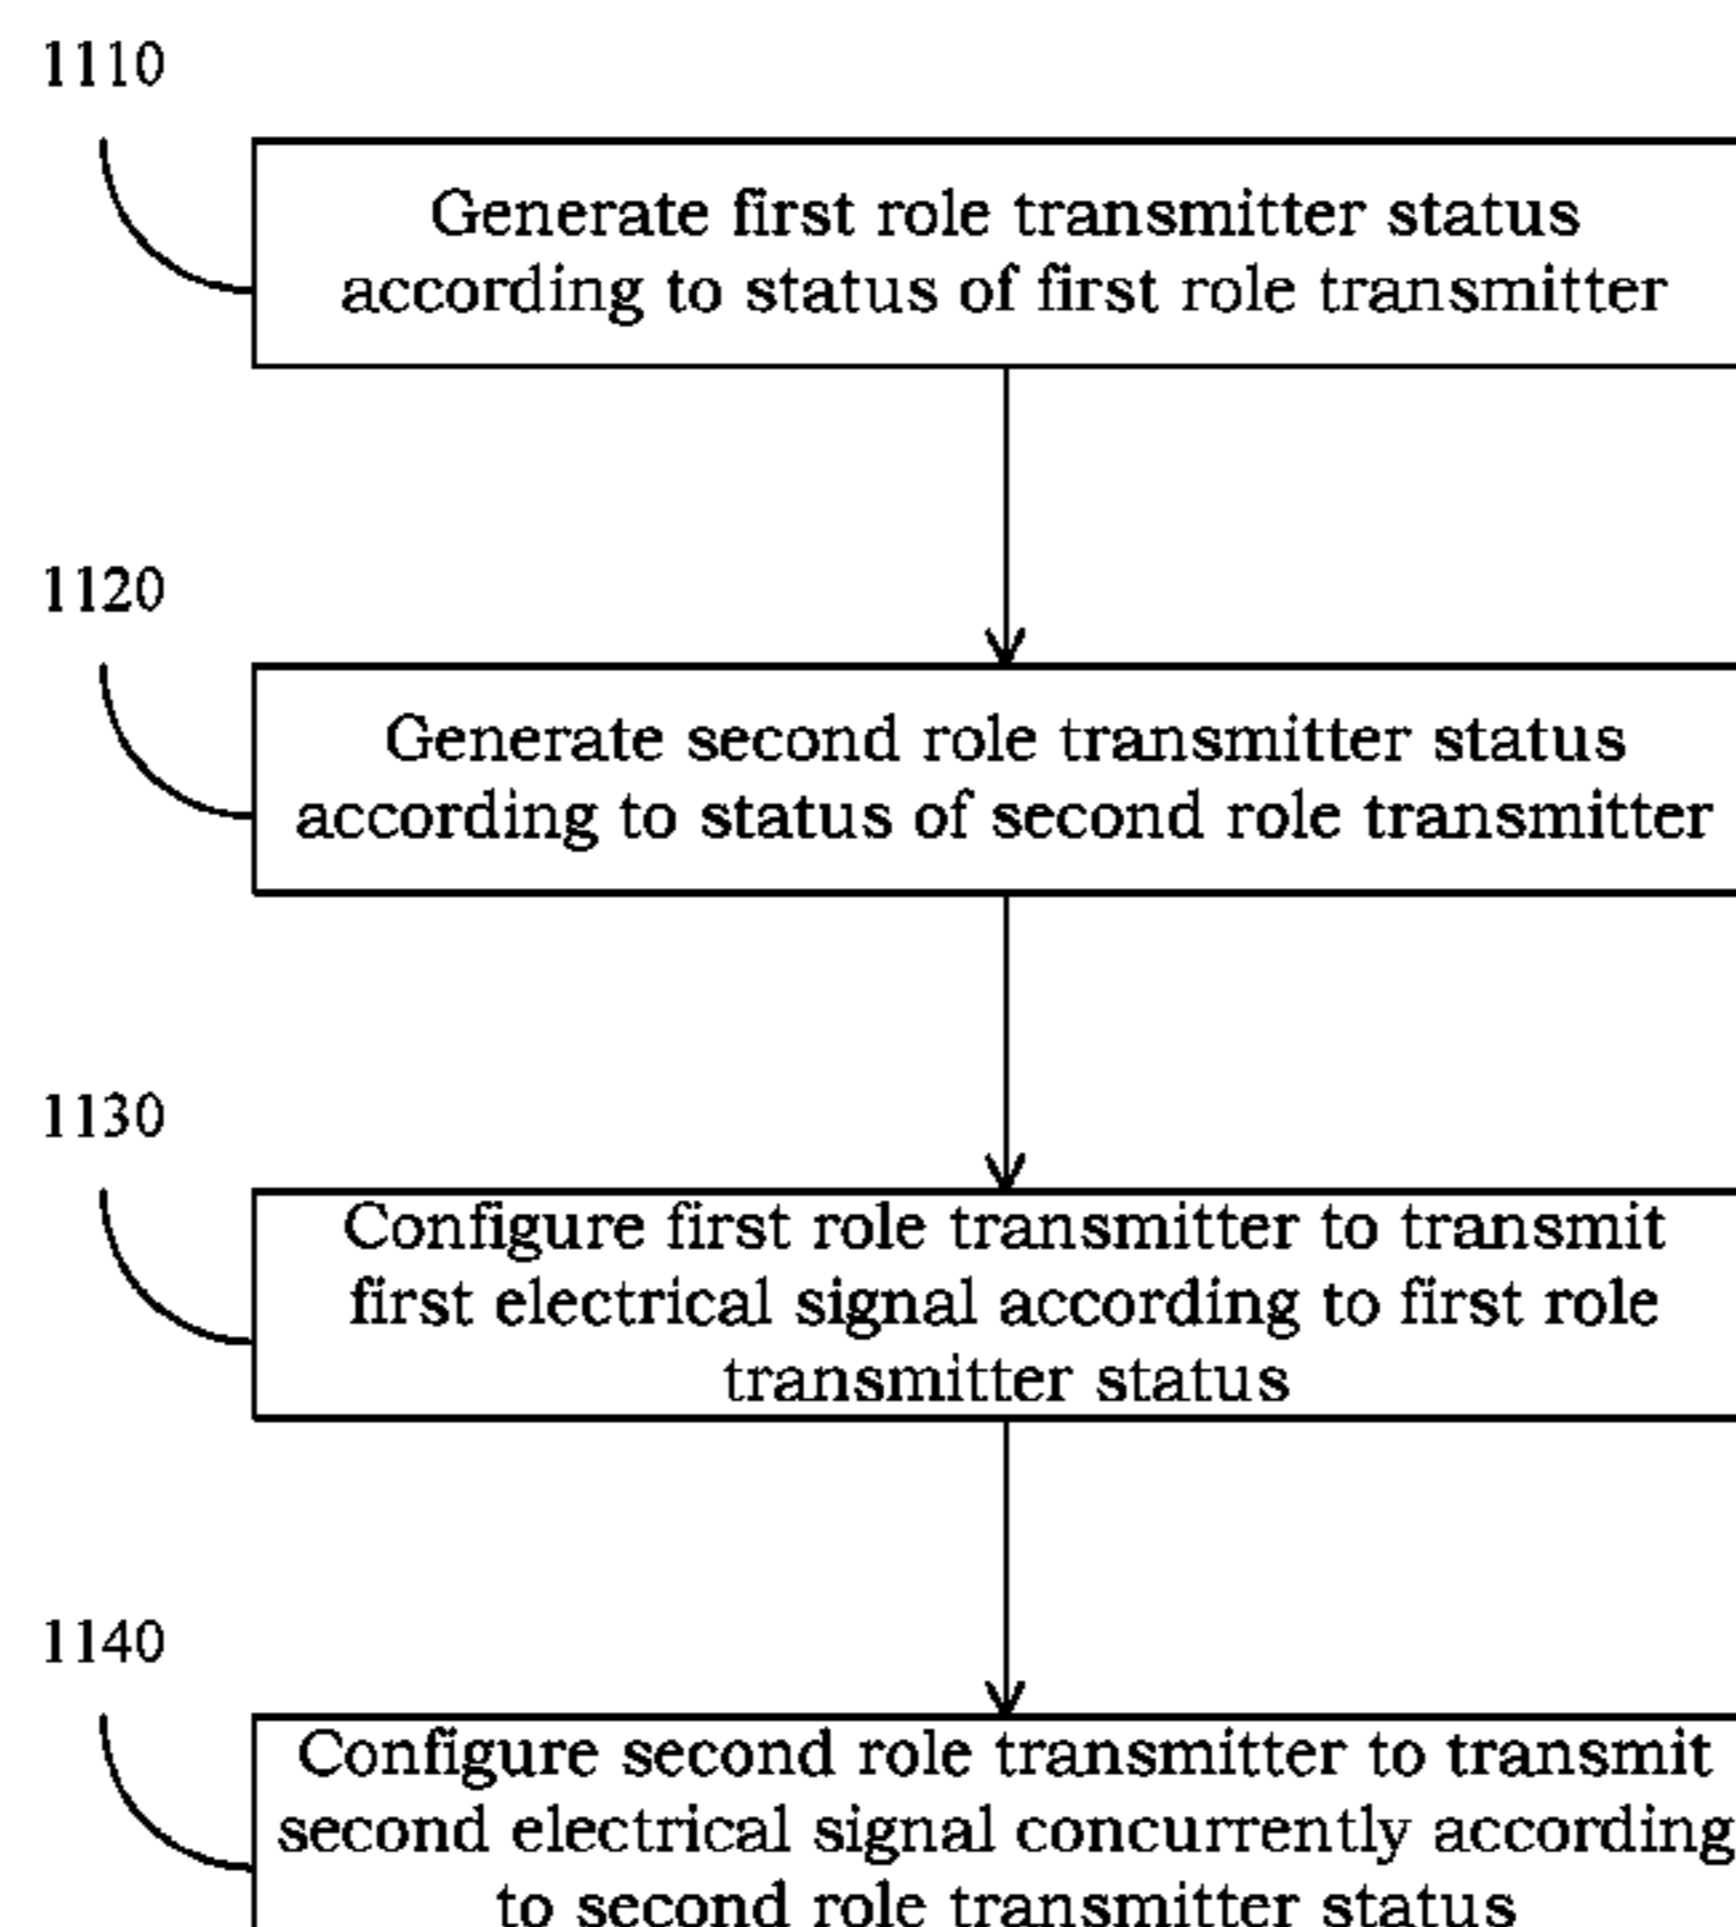 1110
Generate first role transmitter status
according to status of first role transmitter
1120
Generate second role transmitter status
according to status of second role transmitter
1130
Configure first role transmitter to transmit
first electrical signal according to first role
transmitter status
1140
Configure second role transmitter to transmit
second electrical signal concurrently according
to second role transmitter status